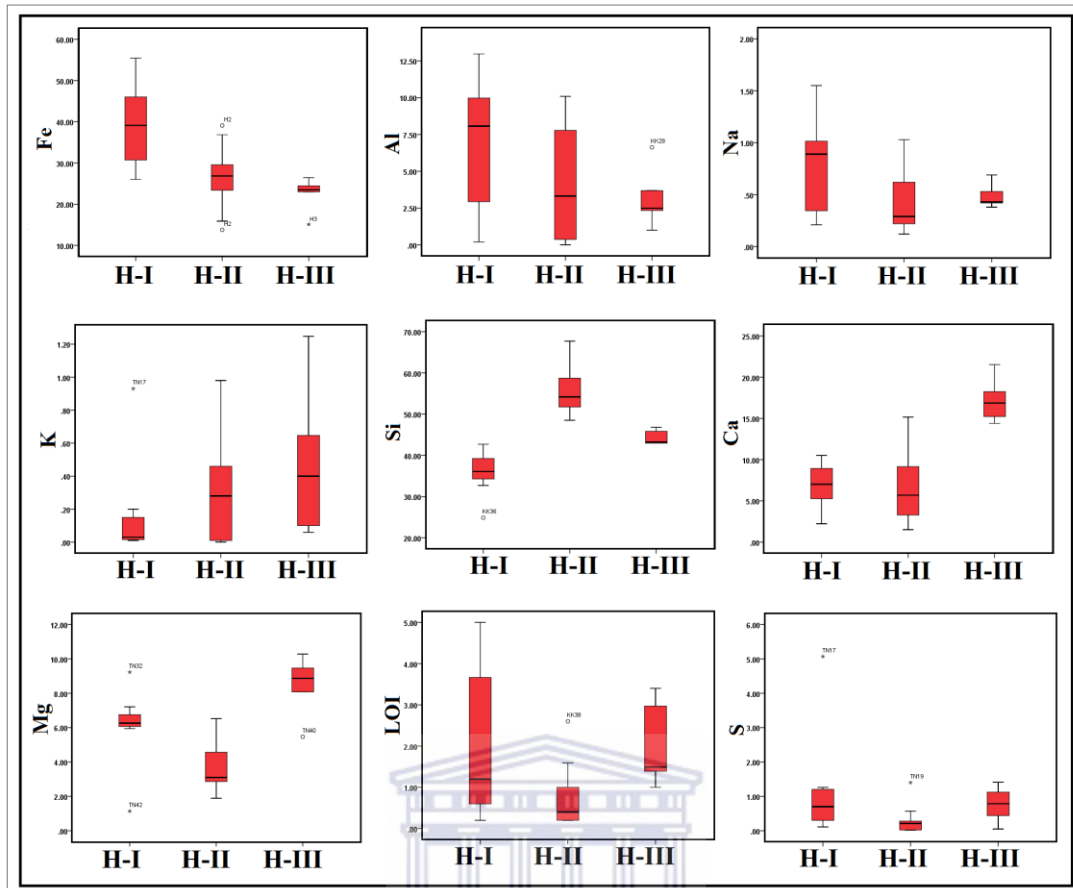 Fe
60.00
50.00
40.00
30.00
20.00
10.00
H2
H2
H3
H-I H-II H-III
Al
12.50
10.00
7.50
5.00
2.50
.00
KK28
H-I H-II H-III
Na
2.00
1.50
1.00
.50
.00
H-I H-II H-III
K
1.20
1.00
.80
.60
.40
.20
.00
TN17
H-I H-II H-III
Si
70.00
60.00
50.00
40.00
30.00
20.00
KK36
H-I H-II H-III
Ca
25.00
20.00
15.00
10.00
5.00
.00
H-I H-II H-III
Mg
12.00
10.00
8.00
6.00
4.00
2.00
.00
TN32
TN42
TN40
H-I H-II H-III
LOI
5.00
4.00
3.00
2.00
1.00
.00
KK36
H-I H-II H-III
S
6.00
5.00
4.00
3.00
2.00
1.00
.00
TN17
TN19
H-I H-II H-III